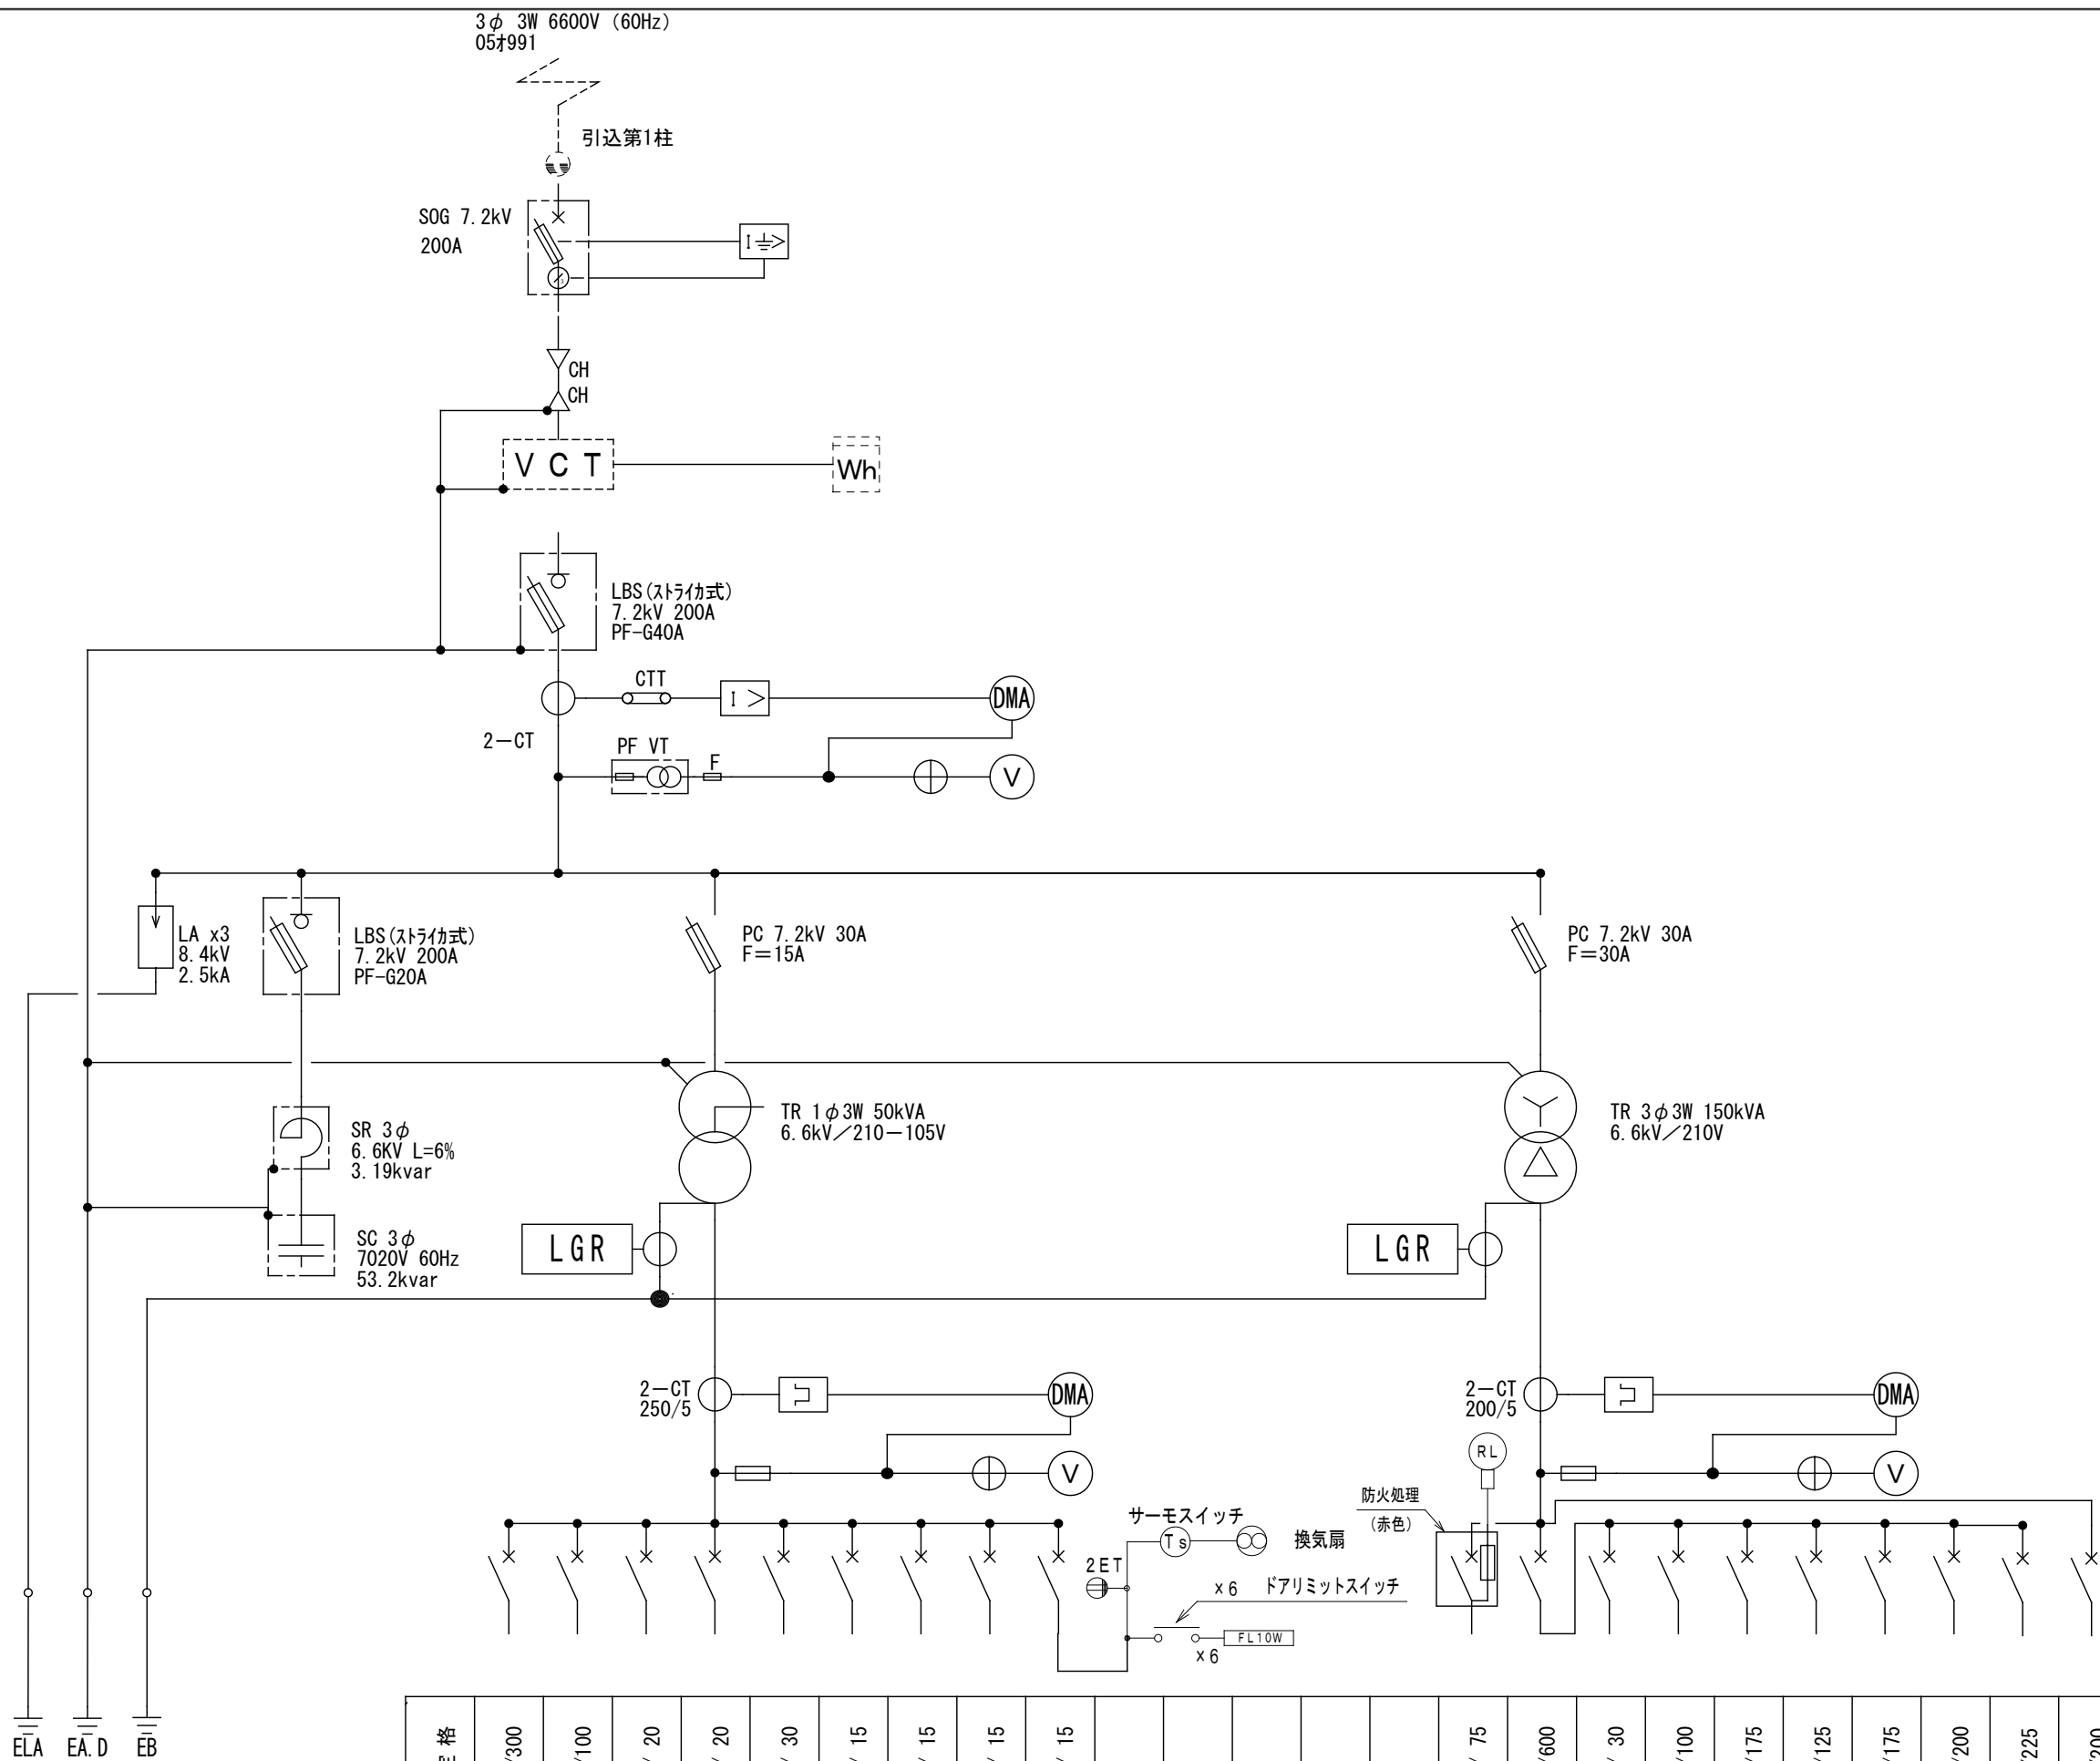 3φ 3W 6600V (60Hz)
05ｵ991
引込第1柱
SOG 7.2kV
200A
I
CH
CH
VCT
Wh
LBS(ｽﾄﾗｲｶ式)
7.2kV 200A
PF-G40A
CTT
I >
DMA
2－CT
PF VT
F
V
LA x3
8.4kV
2.5kA
LBS(ｽﾄﾗｲｶ式)
7.2kV 200A
PF-G20A
PC 7.2kV 30A
F＝15A
PC 7.2kV 30A
F＝30A
TR 1φ3W 50kVA
6.6kV／210－105V
TR 3φ3W 150kVA
6.6kV／210V
SR 3φ
6.6KV L=6%
3.19kvar
SC 3φ
7020V 60Hz
53.2kvar
LGR
LGR
2－CT
250/5
DMA
V
2－CT
200/5
DMA
V
RL
防火処理
(赤色)
サーモスイッチ
Ts
換気扇
2ET
x6 ドアリミットスイッチ
FL10W
x6
ELA
EA.D
EB
格
/300
/100
/ 20
/ 20
/ 30
/ 15
/ 15
/ 15
/ 15
/ 75
/600
/ 30
/100
/175
/125
/175
/200
/225